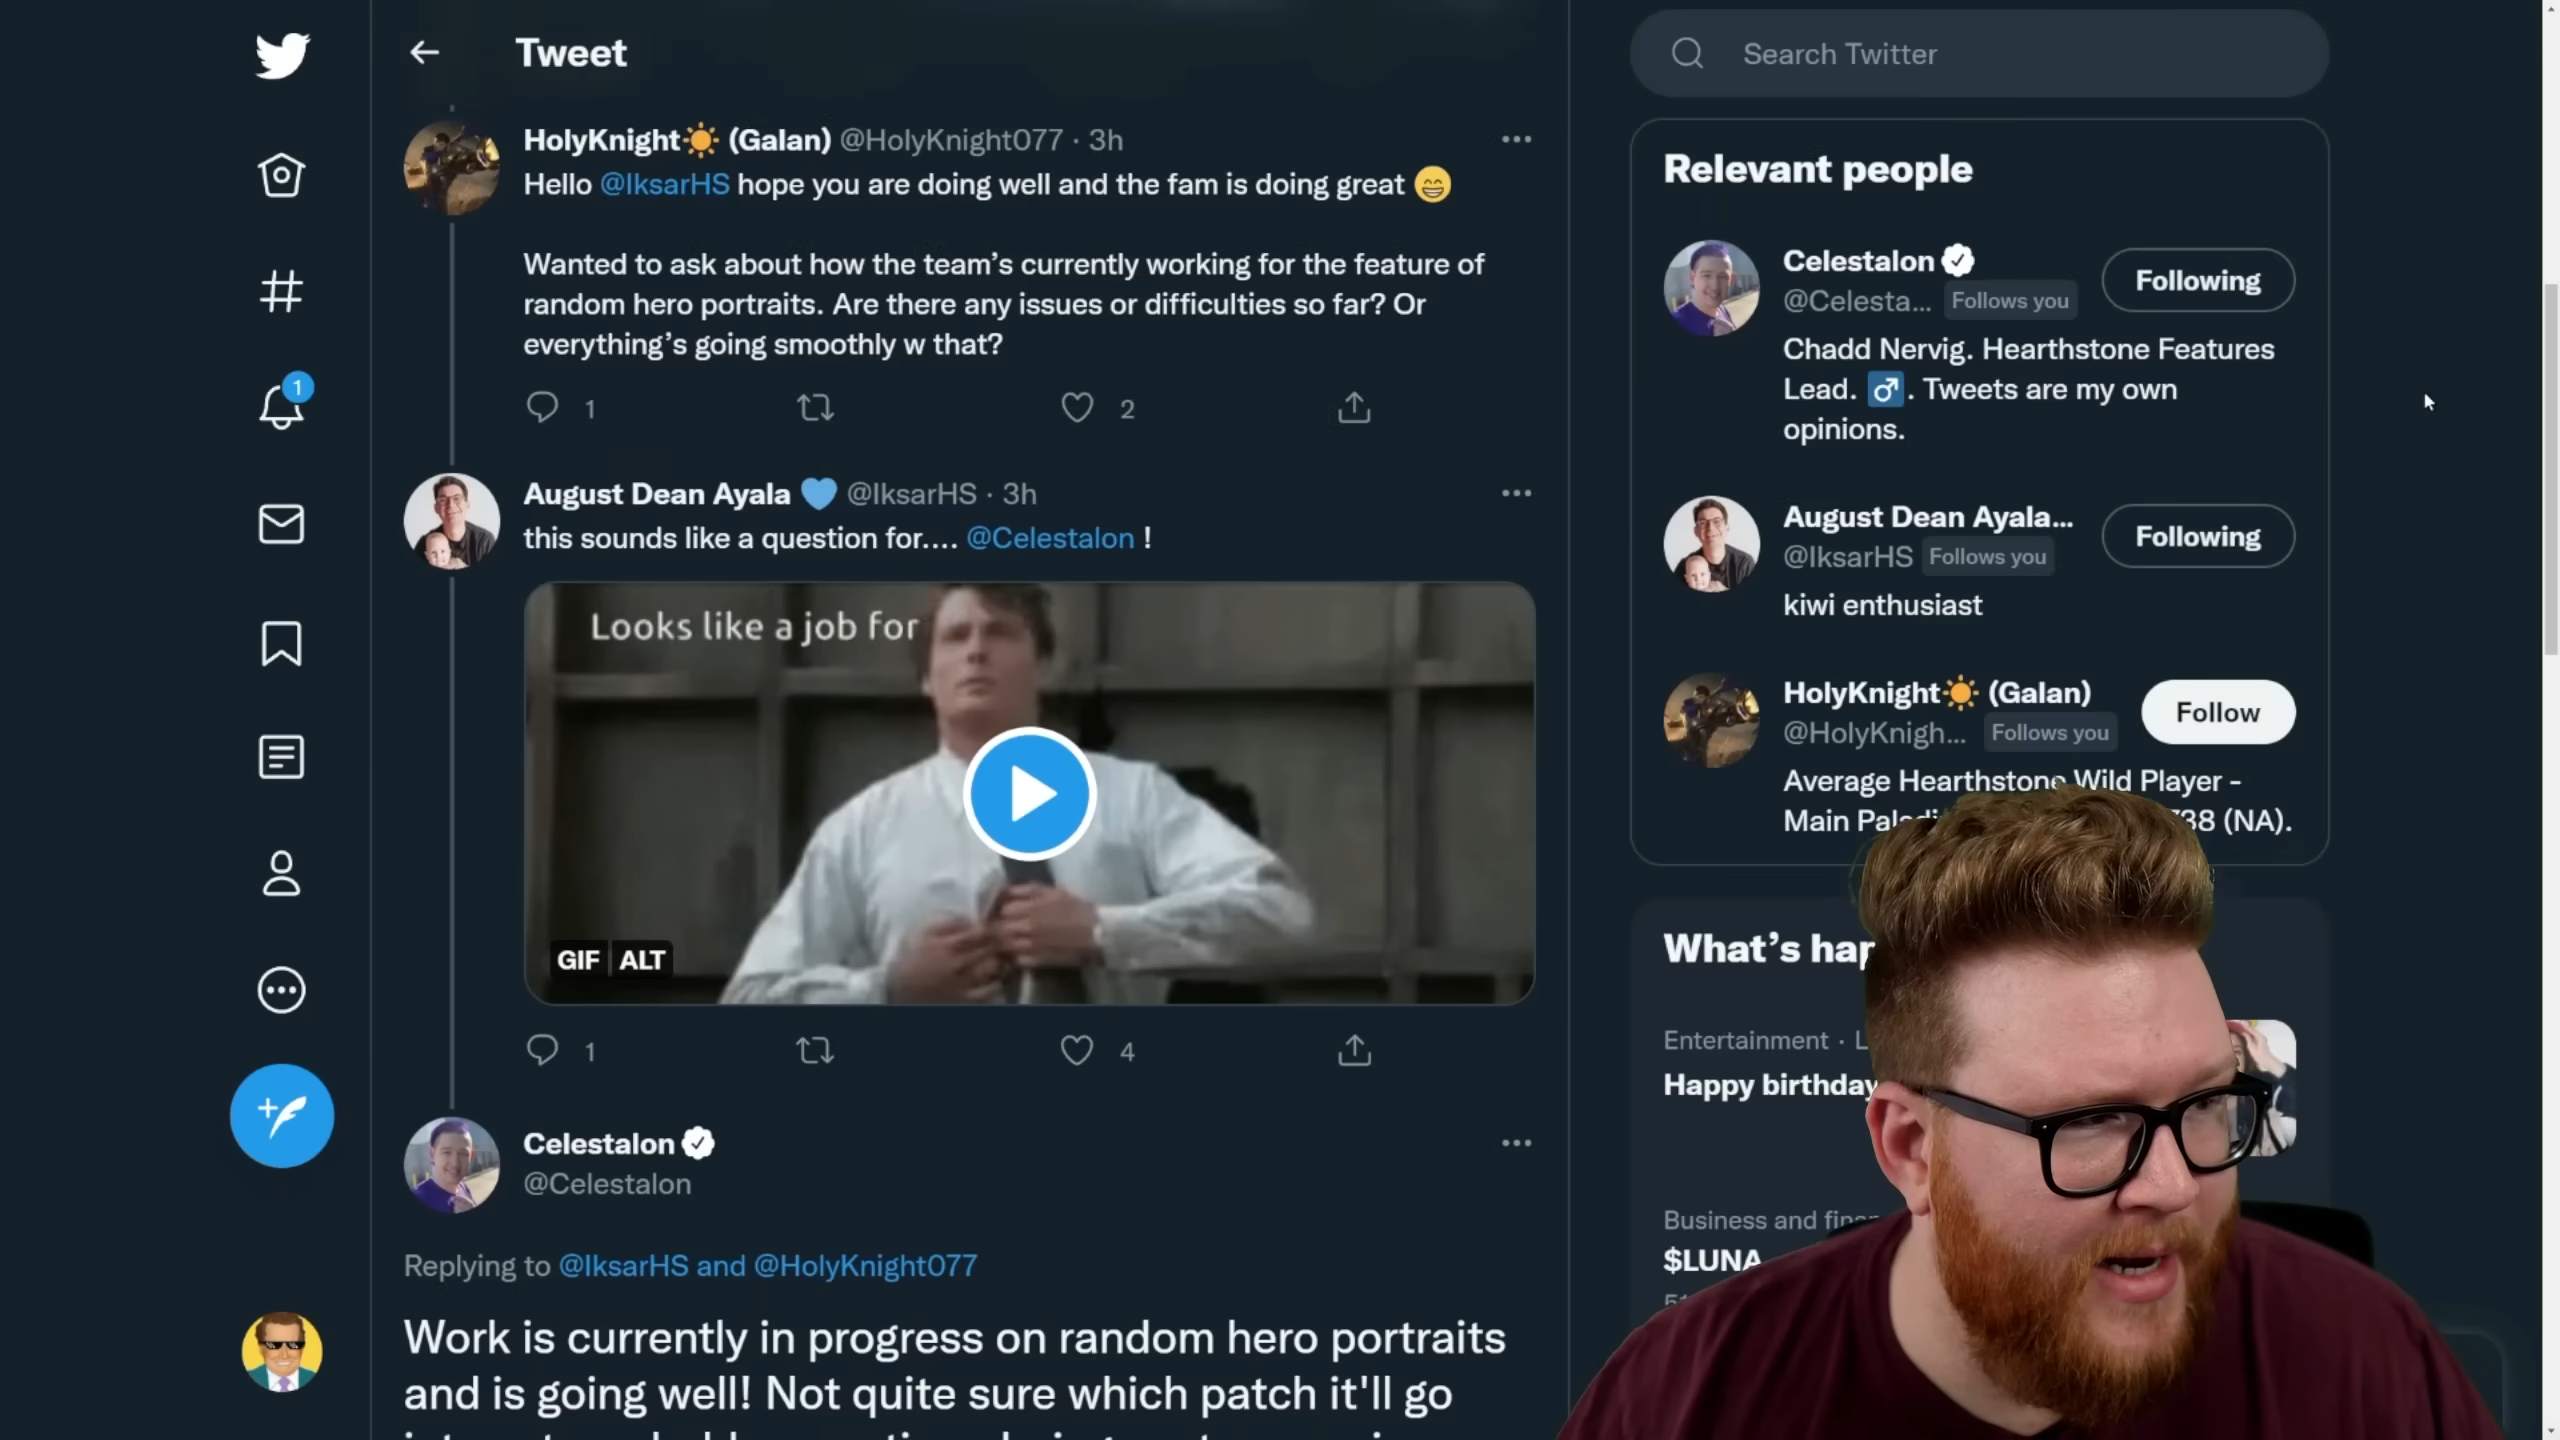 Tweet
HolyKnight☀️ (Galan) @HolyKnight077 · 3h
Hello @IksarHS hope you are doing well and the fam is doing great 😁
Wanted to ask about how the team's currently working for the feature of
random hero portraits. Are there any issues or difficulties so far? Or
everything's going smoothly w that?
1
2
August Dean Ayala 💙 @IksarHS · 3h
this sounds like a question for.... @Celestalon !
Looks like a job for
GIF ALT
1
4
Celestalon
@Celestalon
Replying to @IksarHS and @HolyKnight077
Work is currently in progress on random hero portraits
and is going well! Not quite sure which patch it'll go
1
Search Twitter
Relevant people
Celestalon
Following
@Celesta... Follows you
Chadd Nervig. Hearthstone Features
Lead. ♂️. Tweets are my own
opinions.
August Dean Ayala...
Following
@IksarHS Follows you
kiwi enthusiast
HolyKnight☀️ (Galan)
Follow
@HolyKnigh... Follows you
Average Hearthstone Wild Player -
Main 738 (NA).
What's
Entertainment ·
Happy birthday
Business and
$LUNA